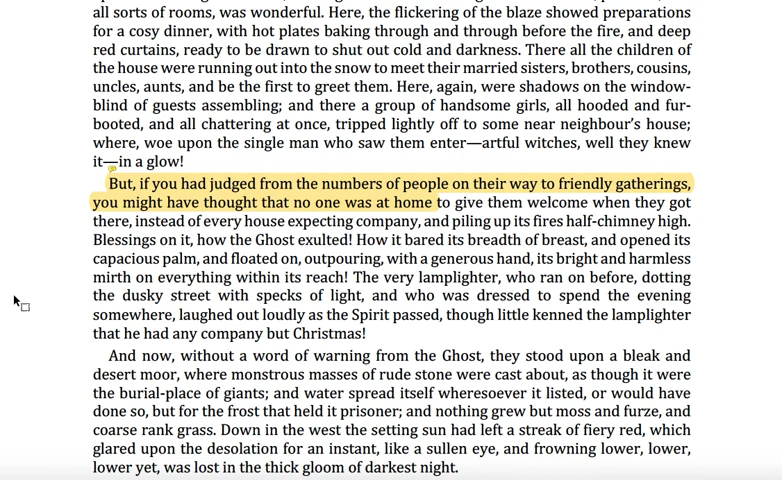 all sorts of rooms, was wonderful. Here, the flickering of the blaze showed preparations
for a cosy dinner, with hot plates baking through and through before the fire, and deep
red curtains, ready to be drawn to shut out cold and darkness. There all the children of
the house were running out into the snow to meet their married sisters, brothers, cousins,
uncles, aunts, and be the first to greet them. Here, again, were shadows on the window-
blind of guests assembling; and there a group of handsome girls, all hooded and fur-
booted, and all chattering at once, tripped lightly off to some near neighbour's house;
where, woe upon the single man who saw them enter—artful witches, well they knew
it—in a glow!
But, if you had judged from the numbers of people on their way to friendly gatherings,
you might have thought that no one was at home to give them welcome when they got
there, instead of every house expecting company, and piling up its fires half-chimney high.
Blessings on it, how the Ghost exulted! How it bared its breadth of breast, and opened its
capacious palm, and floated on, outpouring, with a generous hand, its bright and harmless
mirth on everything within its reach! The very lamplighter, who ran on before, dotting
the dusky street with specks of light, and who was dressed to spend the evening
somewhere, laughed out loudly as the Spirit passed, though little kenned the lamplighter
that he had any company but Christmas!
And now, without a word of warning from the Ghost, they stood upon a bleak and
desert moor, where monstrous masses of rude stone were cast about, as though it were
the burial-place of giants; and water spread itself wheresoever it listed, or would have
done so, but for the frost that held it prisoner; and nothing grew but moss and furze, and
coarse rank grass. Down in the west the setting sun had left a streak of fiery red, which
glared upon the desolation for an instant, like a sullen eye, and frowning lower, lower,
lower yet, was lost in the thick gloom of darkest night.